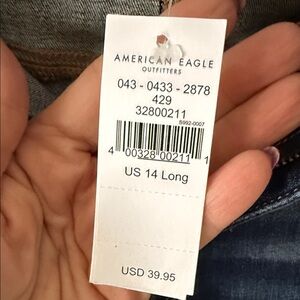 AMERICAN EAGLE
OUTFITTERS
043 - 0433 - 2878
429
32800211
S992-0007
4 00328 00211 1
US 14 Long
USD 39.95